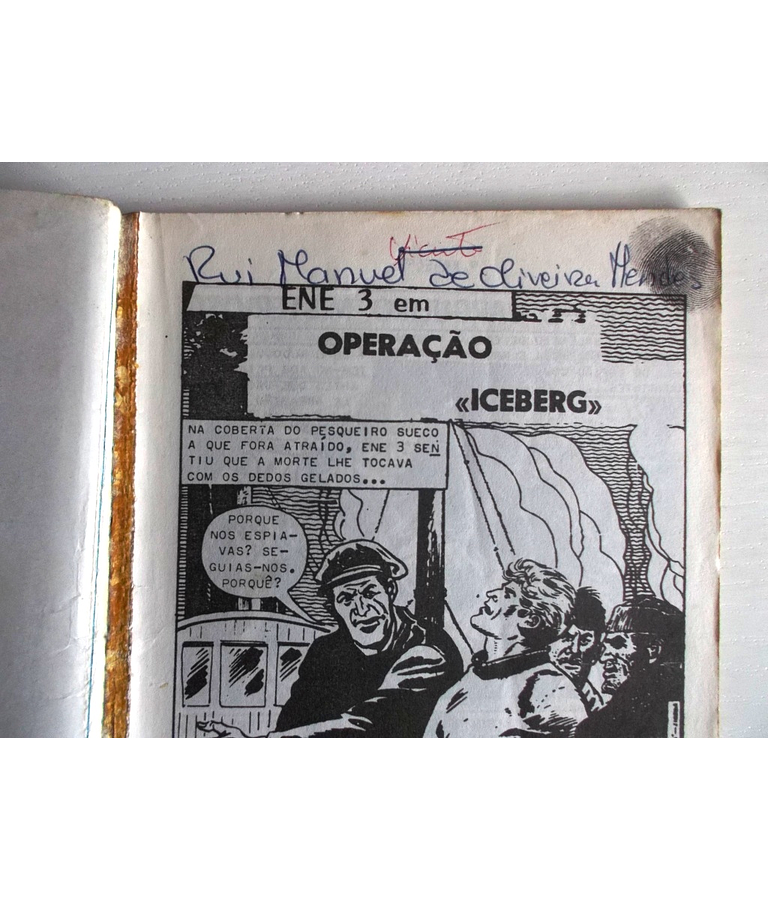 Rui Manuel de Oliveira Mendes
ENE 3 em
OPERAÇÃO
«ICEBERG»
NA COBERTA DO PESQUEIRO SUECO
A QUE FORA ATRAÍDO, ENE 3 SEN
TIU QUE A MORTE LHE TOCAVA
COM OS DEDOS GELADOS...
PORQUE
NOS ESPIA-
VAS? SE-
GUIAS-NOS.
PORQUÊ?